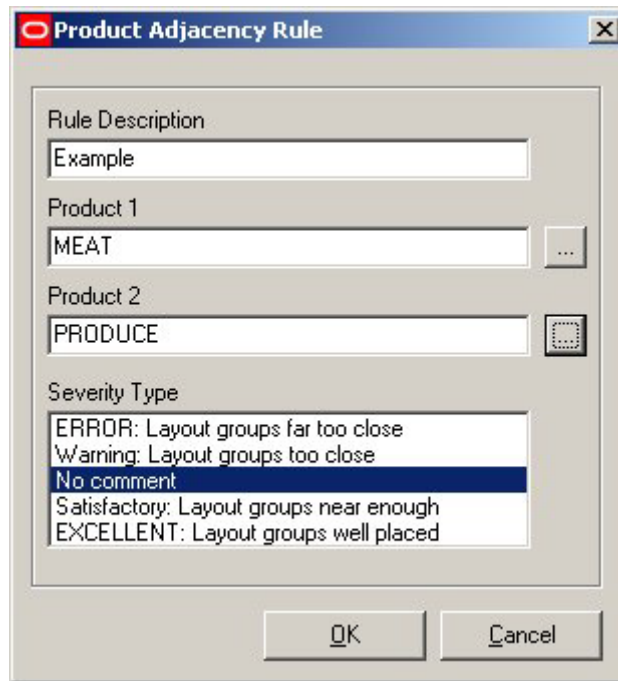 Product Adjacency Rule
Rule Description
Example
Product 1
MEAT
...
Product 2
PRODUCE
...
Severity Type
ERROR: Layout groups far too close
Warning: Layout groups too close
No comment
Satisfactory: Layout groups near enough
EXCELLENT: Layout groups well placed
OK
Cancel